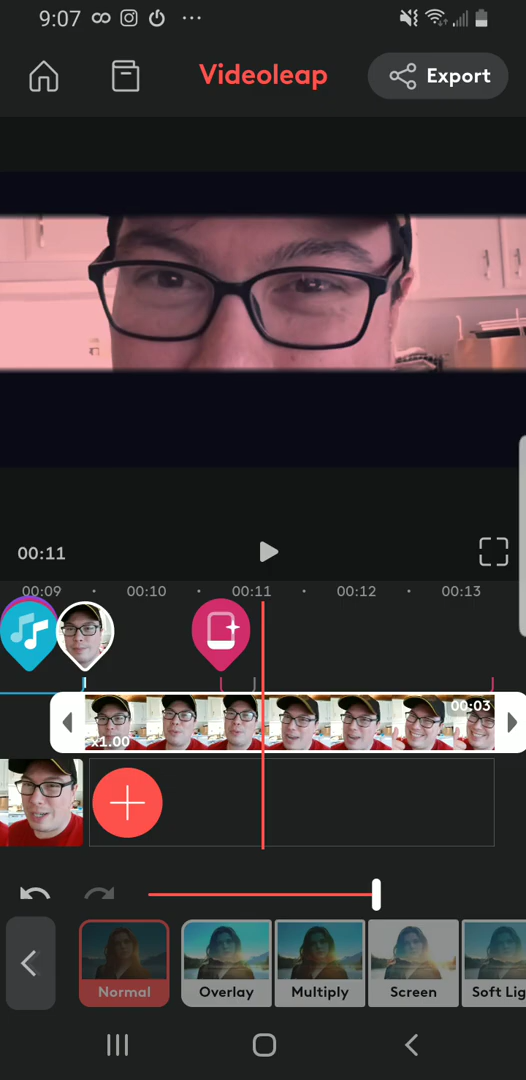 9:07
Videoleap
Export
00:11
00:09 00:10 00:11 00:12 00:13
00:03
x1.00
Normal Overlay Multiply Screen Soft Lig